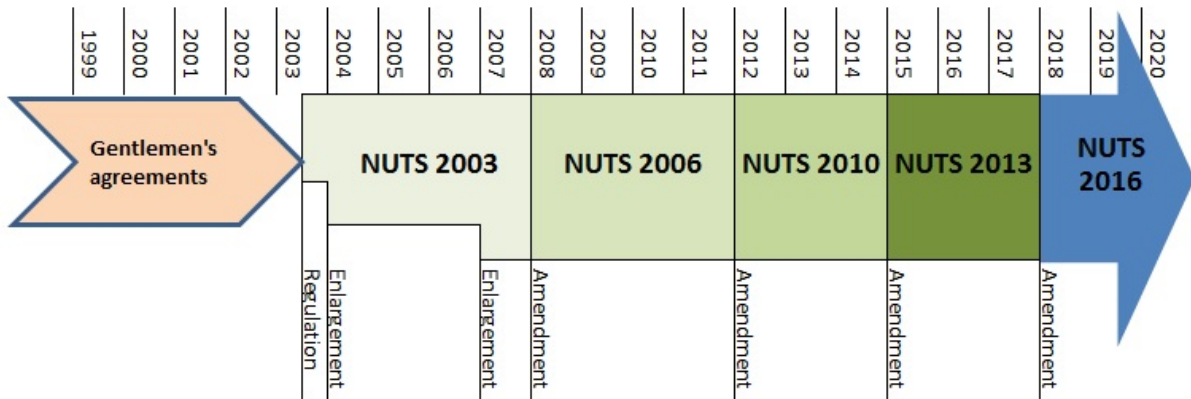 1999
2000
2001
2002
2003
2004
2005
2006
2007
2008
2009
2010
2011
2012
2013
2014
2015
2016
2017
2018
2019
2020
Gentlemen's
agreements
NUTS 2003
NUTS 2006
NUTS 2010
NUTS 2013
NUTS
2016
Regulation
Enlargement
Enlargement
Amendment
Amendment
Amendment
Amendment